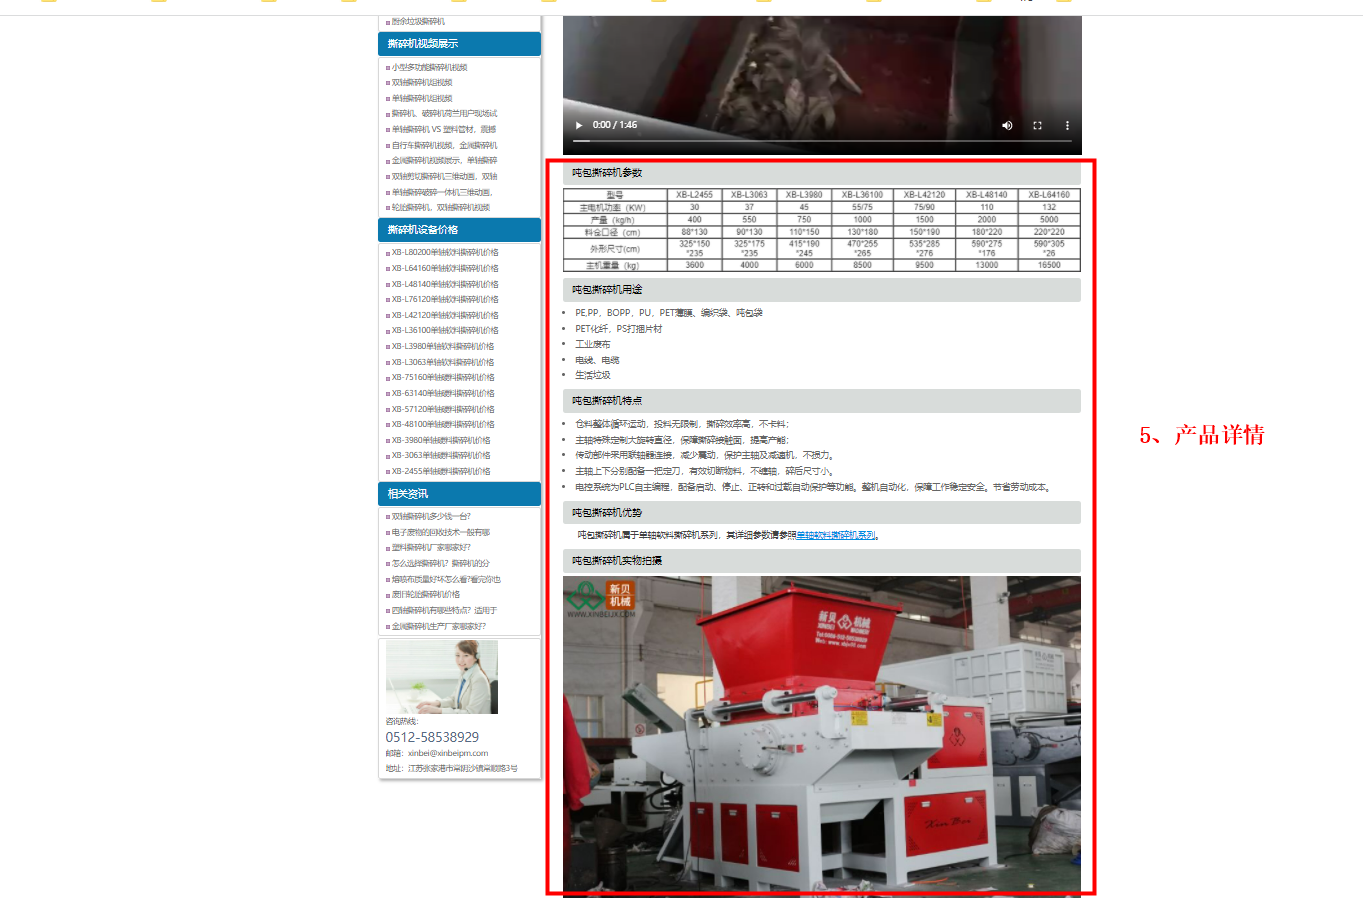 厨余垃圾撕碎机
撕碎机视频展示
小型多功能撕碎机视频
双轴撕碎机组视频
单轴撕碎机组视频
撕碎机、破碎机荷兰用户现场试
单轴撕碎机 VS 塑料管材，震撼
自行车撕碎机视频，金属撕碎机
金属撕碎机视频展示、单轴撕碎
双轴剪切撕碎机三维动画，双轴
单轴撕碎破碎一体机三维动画，
轮胎撕碎机，双轴撕碎机视频
撕碎机设备价格
XB-L80200单轴软料撕碎机价格
XB-L64160单轴软料撕碎机价格
XB-L48140单轴软料撕碎机价格
XB-L76120单轴软料撕碎机价格
XB-L42120单轴软料撕碎机价格
XB-L36100单轴软料撕碎机价格
XB-L3980单轴软料撕碎机价格
XB-L3063单轴软料撕碎机价格
XB-75160单轴硬料撕碎机价格
XB-63140单轴硬料撕碎机价格
XB-57120单轴硬料撕碎机价格
XB-48100单轴硬料撕碎机价格
XB-3980单轴硬料撕碎机价格
XB-3063单轴硬料撕碎机价格
XB-2455单轴硬料撕碎机价格
相关资讯
双轴撕碎机多少钱一台？
电子废物的回收技术一般有哪
塑料撕碎机厂家哪家好？
怎么选择撕碎机？撕碎机的分
熔喷布质量好坏怎么看?看完你也
废旧轮胎撕碎机价格
四轴撕碎机有哪些特点？适用于
金属撕碎机生产厂家哪家好？
咨询热线：
0512-58538929
邮箱：xinbei@xinbeipm.com
地址：江苏张家港市常阴沙镇常顺路3号
0:00 / 1:46
吨包撕碎机参数
型号 XB-L2455 XB-L3063 XB-L3980 XB-L36100 XB-L42120 XB-L48140 XB-L64160
主电机功率（KW） 30 37 45 55/75 75/90 110 132
产量（kg/h） 400 550 750 1000 1500 2000 5000
料仓口径（cm） 88*130 90*130 110*150 130*180 150*190 180*220 220*220
外形尺寸(cm) 325*150*235 325*175*235 415*190*245 470*255*265 535*285*276 590*275*176 590*305*26
主机重量（kg） 3600 4000 6000 8500 9500 13000 16500
吨包撕碎机用途
PE,PP，BOPP，PU，PET薄膜、编织袋、吨包袋
PET化纤，PS打捆片材
工业废布
电线、电缆
生活垃圾
吨包撕碎机特点
仓料整体循环运动，投料无限制，撕碎效率高，不卡料；
主轴特殊定制大旋转直径，保障撕碎接触面，提高产能；
传动部件采用联轴器连接，减少震动，保护主轴及减速机，不损力。
主轴上下分别配备一把定刀，有效切断物料，不缠轴，碎后尺寸小。
电控系统为PLC自主编程，配备启动、停止、正转和过载自动保护等功能。整机自动化，保障工作稳定安全。节省劳动成本。
吨包撕碎机优势
吨包撕碎机属于单轴软料撕碎机系列，其详细参数请参照单轴软料撕碎机系列。
吨包撕碎机实物拍摄
新贝
机械
WWW.XINBEIJX.COM
新贝 机械
Xin Bei
5、产品详情